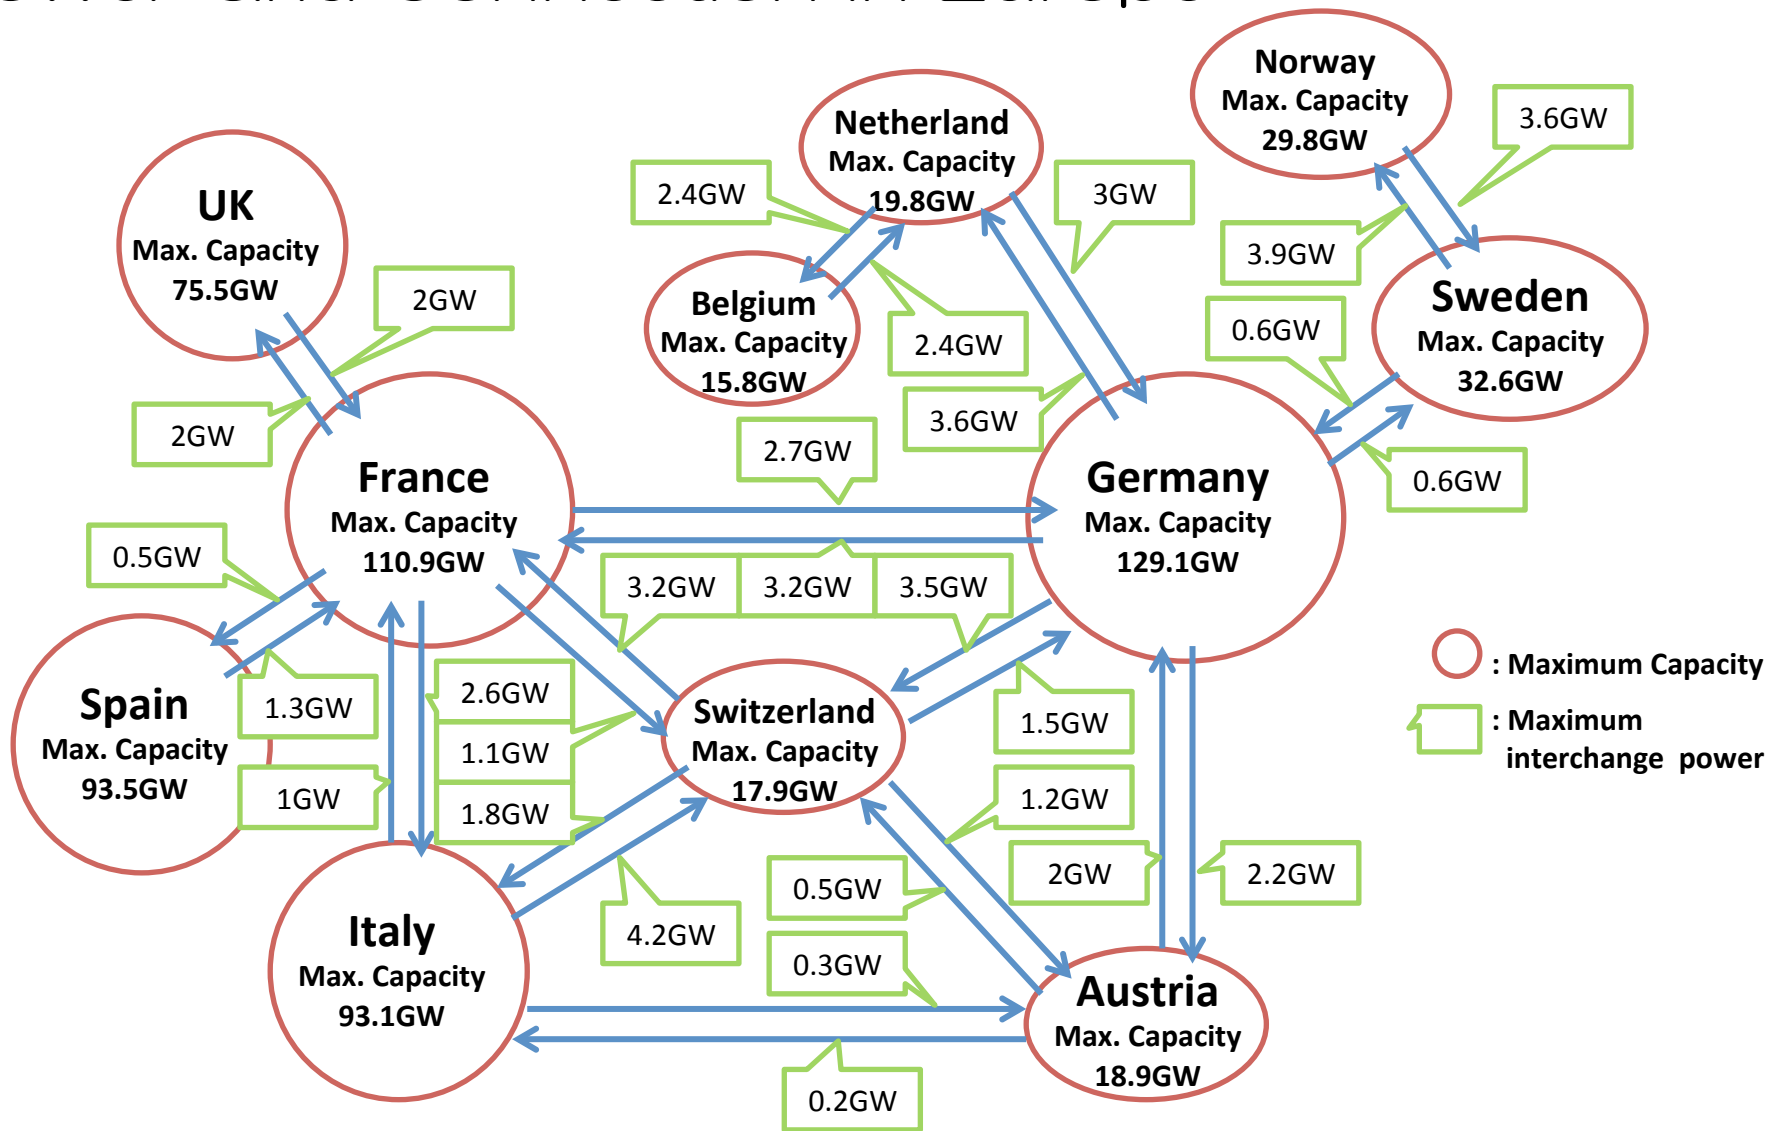 Norway
Max. Capacity
29.8GW
3.6GW
Netherland
Max. Capacity
19.8GW
2.4GW
3GW
UK
Max. Capacity
75.5GW
3.9GW
2GW
Belgium
Max. Capacity
15.8GW
2.4GW
Sweden
Max. Capacity
32.6GW
0.6GW
2GW
3.6GW
2.7GW
0.6GW
France
Max. Capacity
110.9GW
Germany
Max. Capacity
129.1GW
0.5GW
3.2GW
3.2GW
3.5GW
Spain
Max. Capacity
93.5GW
1.3GW
1GW
2.6GW
1.1GW
1.8GW
Switzerland
Max. Capacity
17.9GW
1.5GW
1.2GW
: Maximum Capacity
: Maximum
interchange power
2GW
2.2GW
0.5GW
4.2GW
0.3GW
Italy
Max. Capacity
93.1GW
Austria
Max. Capacity
18.9GW
0.2GW